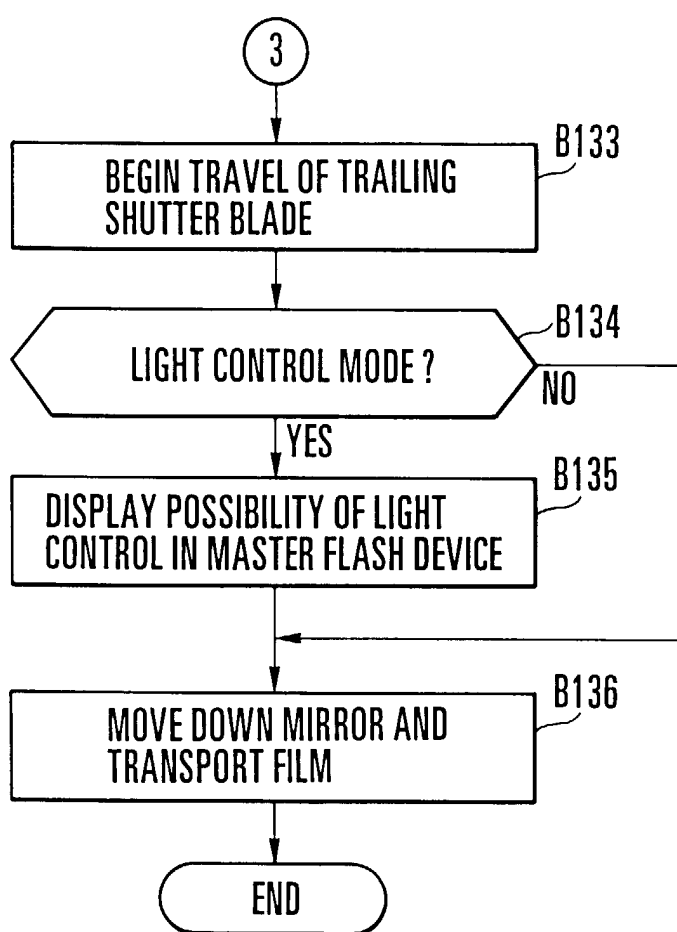 3
B133
BEGIN TRAVEL OF TRAILING
SHUTTER BLADE
B134
LIGHT CONTROL MODE ?
NO
YES
B135
DISPLAY POSSIBILITY OF LIGHT
CONTROL IN MASTER FLASH DEVICE
B136
MOVE DOWN MIRROR AND
TRANSPORT FILM
END